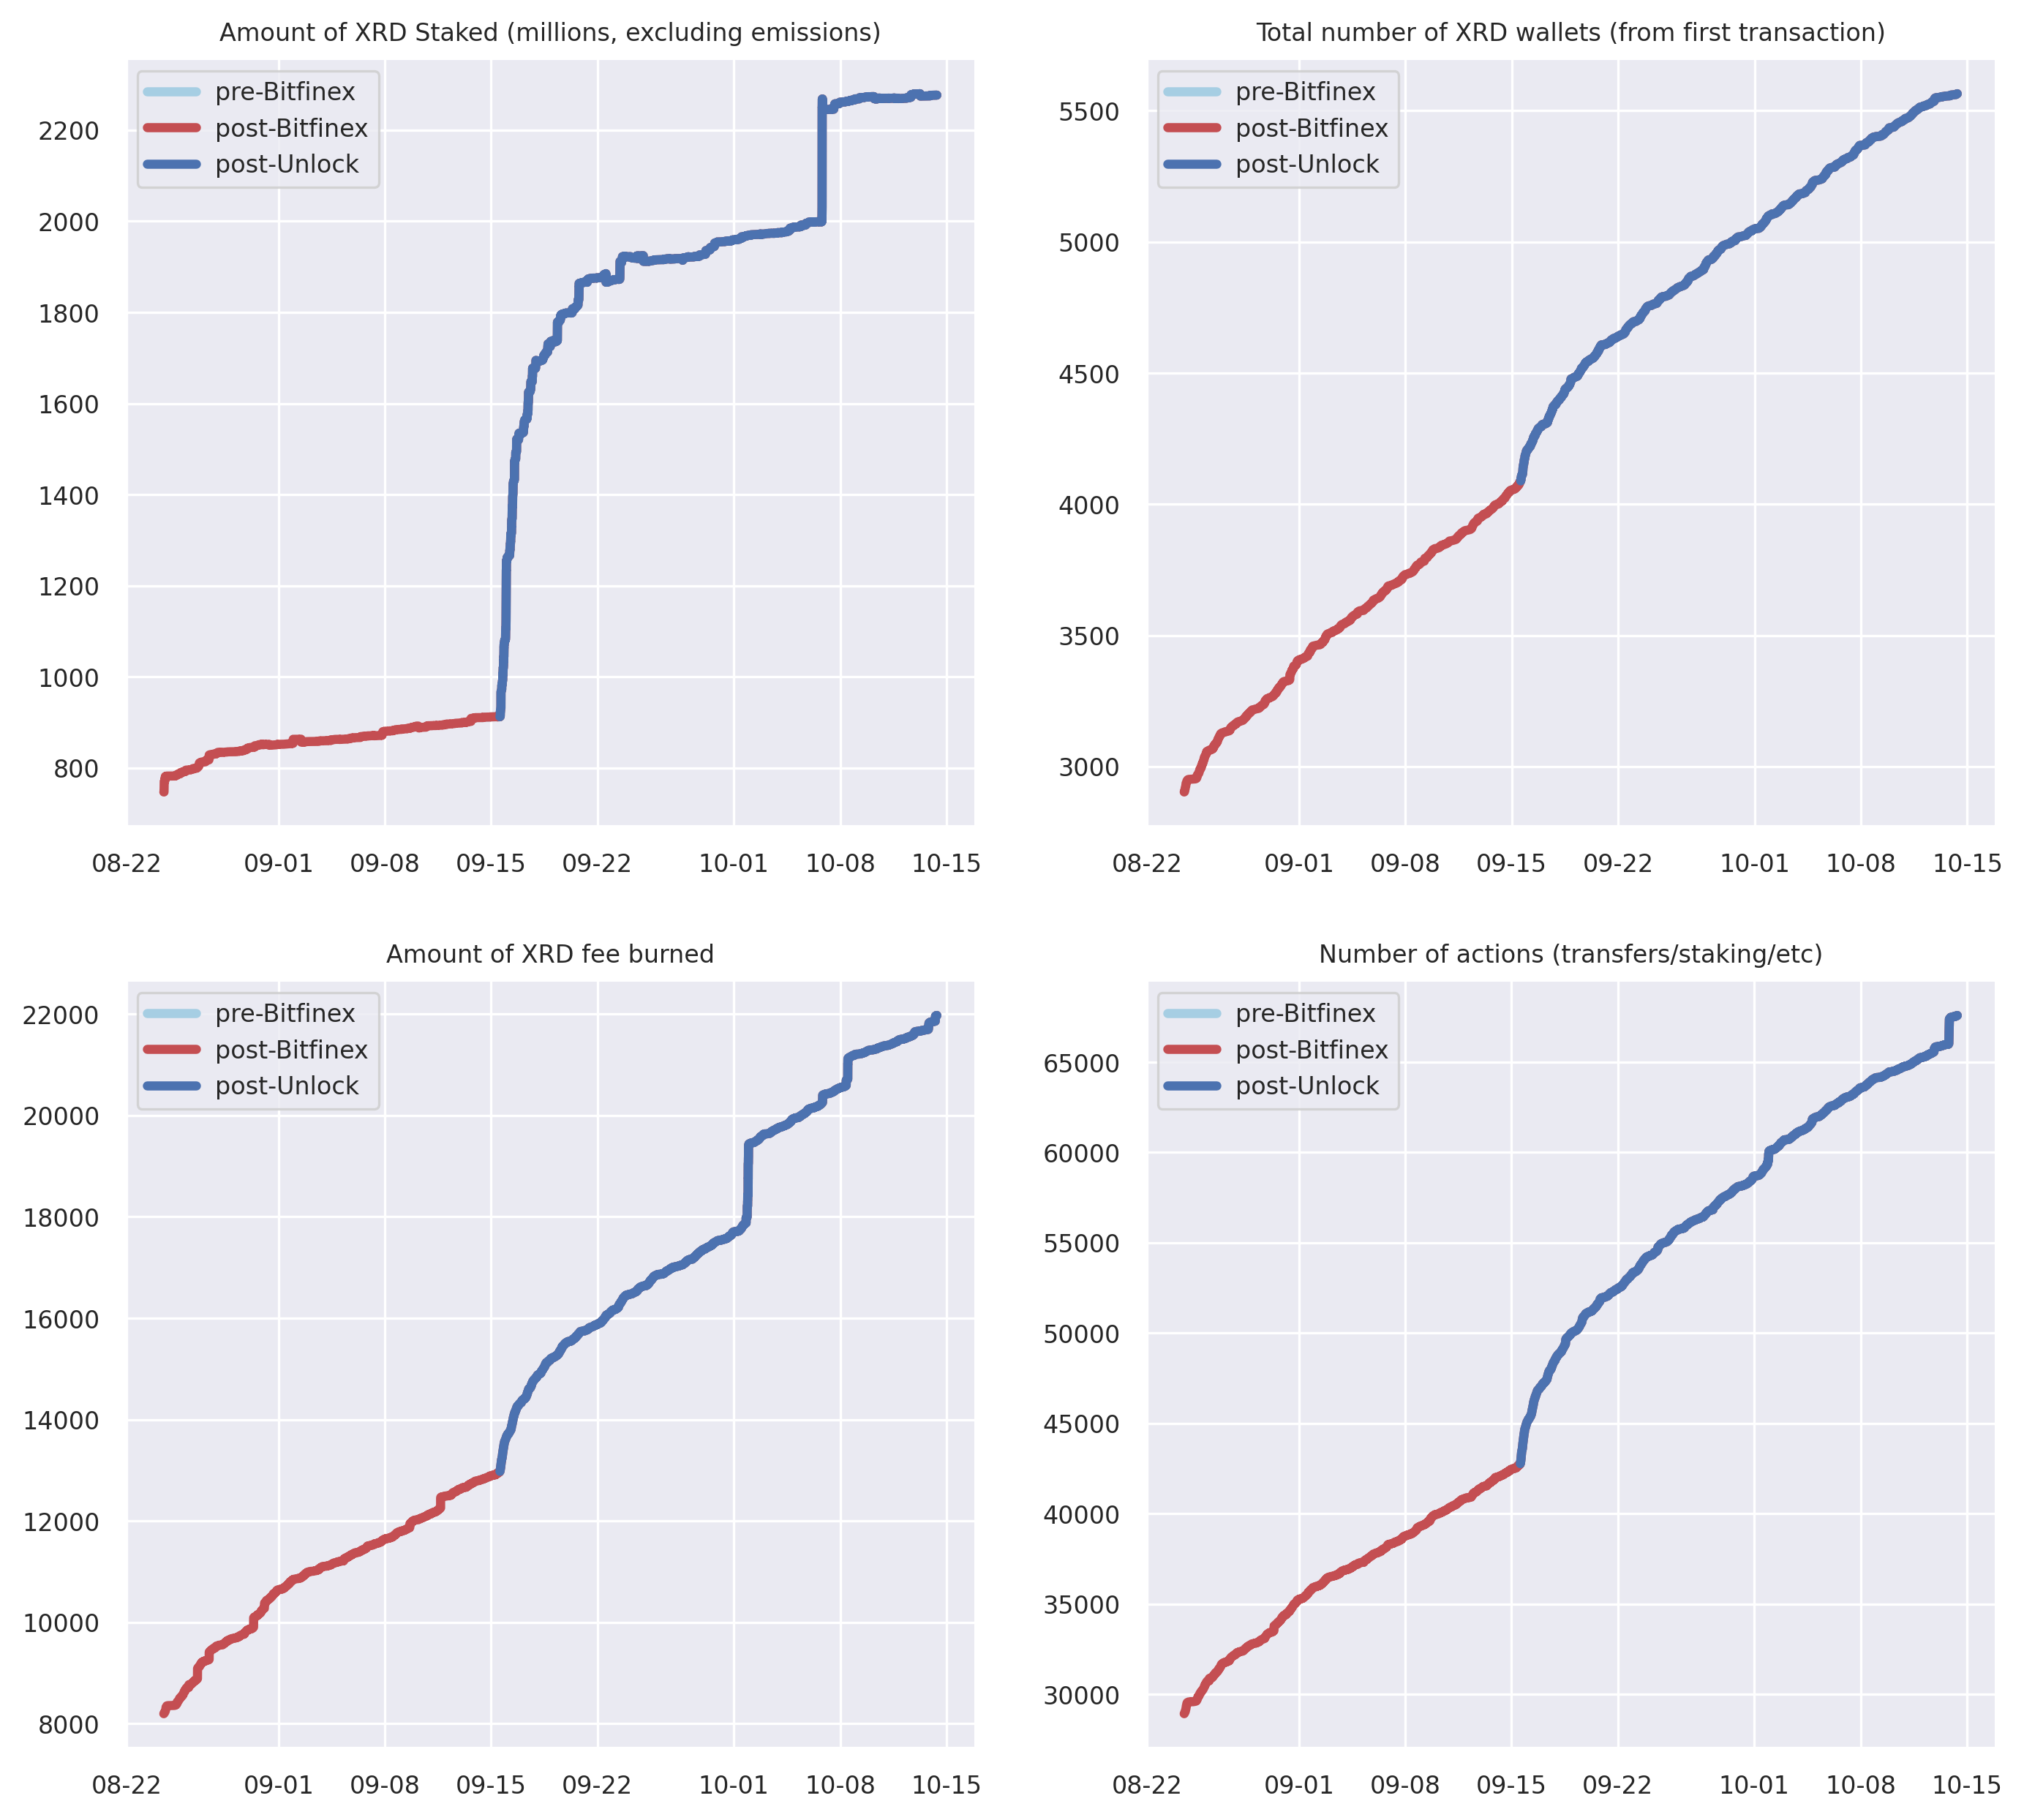 Amount of XRD Staked (millions, excluding emissions)
pre-Bitfinex
post-Bitfinex
post-Unlock
2200
2000
1800
1600
1400
1200
1000
800
08-22 09-01 09-08 09-15 09-22 10-01 10-08 10-15
Total number of XRD wallets (from first transaction)
pre-Bitfinex
post-Bitfinex
post-Unlock
5500
5000
4500
4000
3500
3000
08-22 09-01 09-08 09-15 09-22 10-01 10-08 10-15
Amount of XRD fee burned
pre-Bitfinex
post-Bitfinex
post-Unlock
22000
20000
18000
16000
14000
12000
10000
8000
08-22 09-01 09-08 09-15 09-22 10-01 10-08 10-15
Number of actions (transfers/staking/etc)
pre-Bitfinex
post-Bitfinex
post-Unlock
65000
60000
55000
50000
45000
40000
35000
30000
08-22 09-01 09-08 09-15 09-22 10-01 10-08 10-15